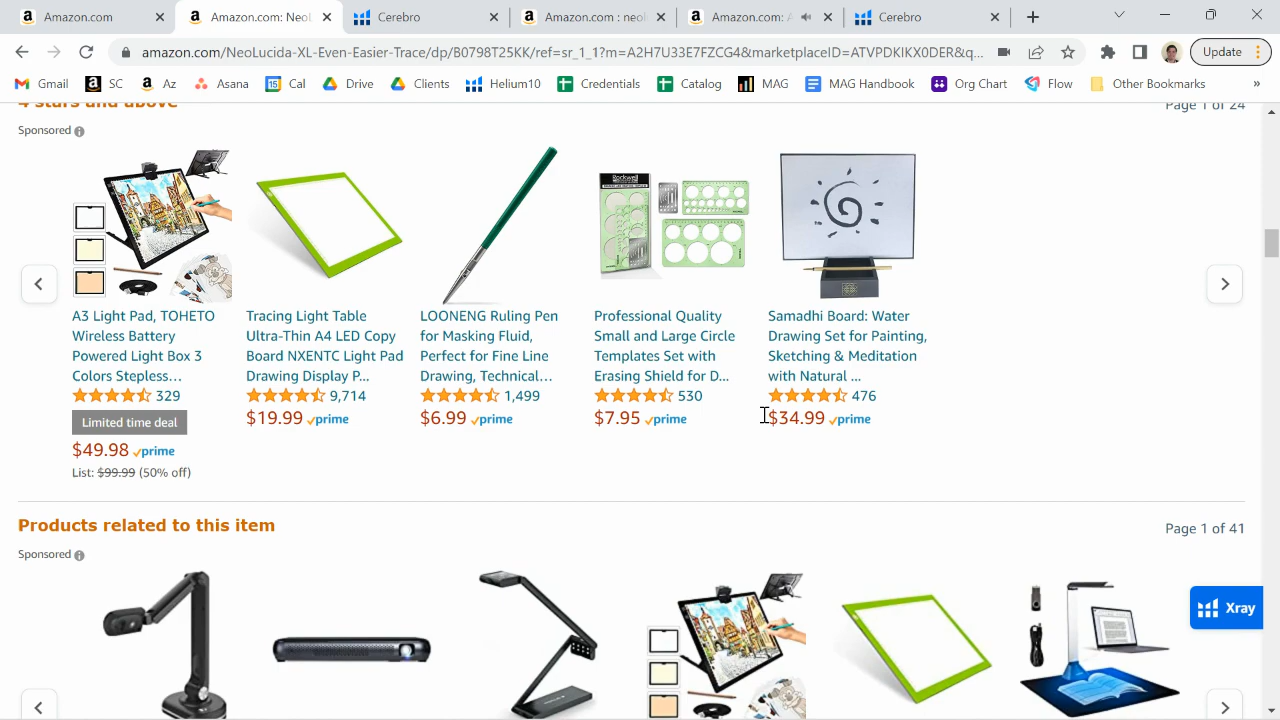 Amazon.com
Amazon.com: NeoL
Cerebro
Amazon.com : neol
Amazon.com: A
Cerebro
amazon.com/NeoLucida-XL-Even-Easier-Trace/dp/B0798T25KK/ref=sr_1_1?m=A2H7U33E7FZCG4&marketplaceID=ATVPDKIKX0DER&q...
Update
Gmail
SC
Az
Asana
15 Cal
Drive
Clients
Helium10
Credentials
Catalog
MAG
MAG Handbook
Org Chart
Flow
Other Bookmarks
»
4 stars and above
Page 1 of 24
Sponsored
Rockwell
A3 Light Pad, TOHETO
Wireless Battery
Powered Light Box 3
Colors Stepless...
329
Limited time deal
$49.98 prime
List: $99.99 (50% off)
Tracing Light Table
Ultra-Thin A4 LED Copy
Board NXENTC Light Pad
Drawing Display P...
9,714
$19.99 prime
LOONENG Ruling Pen
for Masking Fluid,
Perfect for Fine Line
Drawing, Technical...
1,499
$6.99 prime
Professional Quality
Small and Large Circle
Templates Set with
Erasing Shield for D...
530
$7.95 prime
Samadhi Board: Water
Drawing Set for Painting,
Sketching & Meditation
with Natural ...
476
$34.99 prime
Products related to this item
Page 1 of 41
Sponsored
Xray